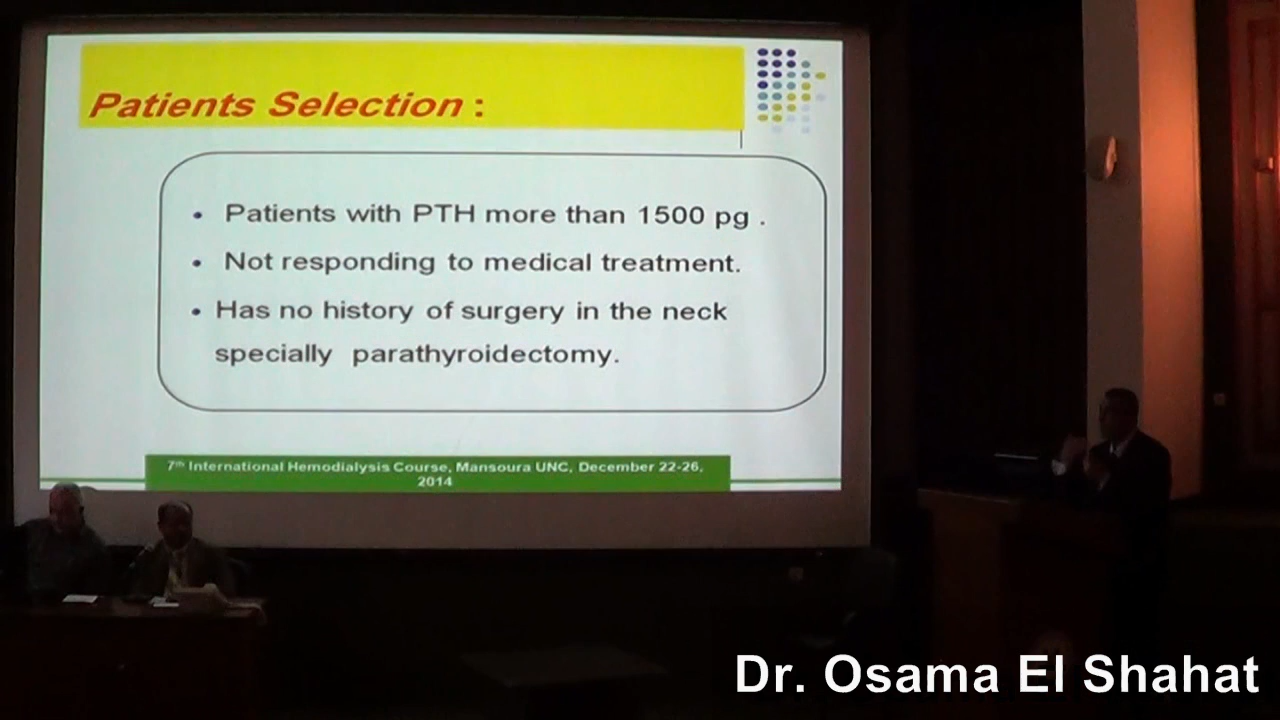 Patients Selection :
• Patients with PTH more than 1500 pg .
• Not responding to medical treatment.
• Has no history of surgery in the neck
specially parathyroidectomy.
7th International Hemodialysis Course, Mansoura UNC, December 22-26,
2014
Dr. Osama El Shahat